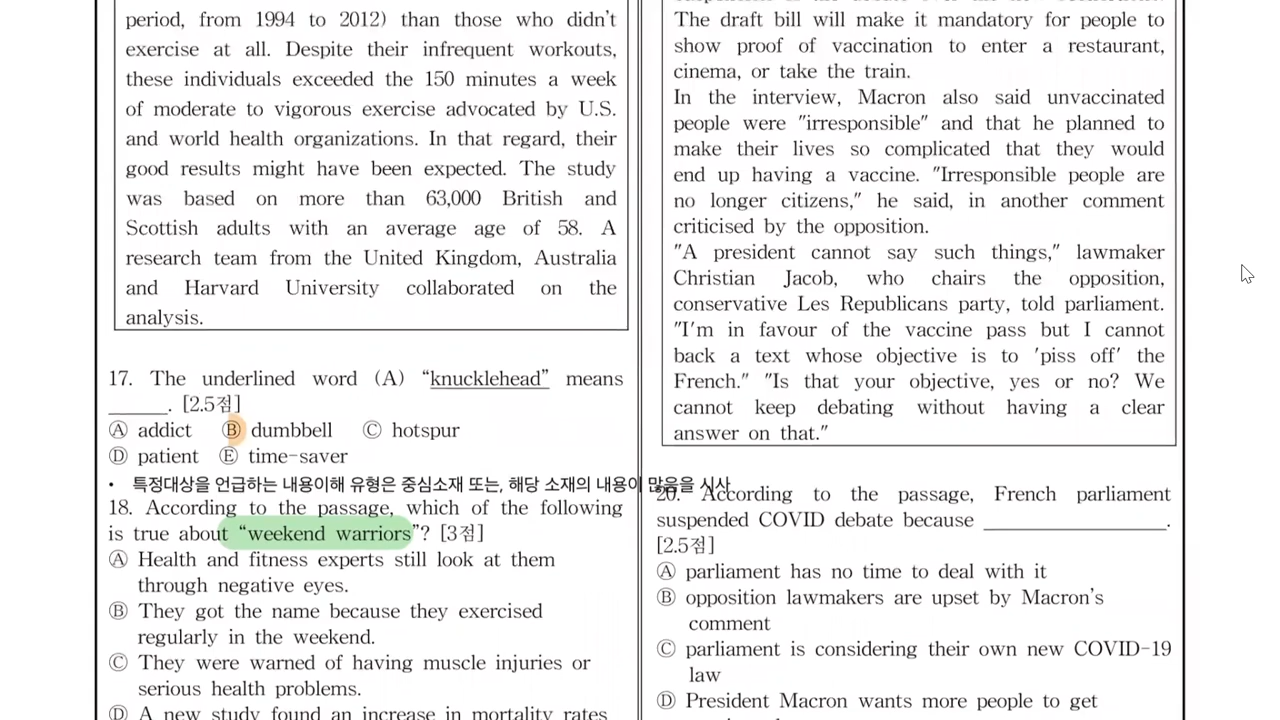 period, from 1994 to 2012) than those who didn't
exercise at all. Despite their infrequent workouts,
these individuals exceeded the 150 minutes a week
of moderate to vigorous exercise advocated by U.S.
and world health organizations. In that regard, their
good results might have been expected. The study
was based on more than 63,000 British and
Scottish adults with an average age of 58. A
research team from the United Kingdom, Australia
and Harvard University collaborated on the
analysis.
17. The underlined word (A) “knucklehead” means
______. [2.5점]
Ⓐ addict Ⓑ dumbbell Ⓒ hotspur
Ⓓ patient Ⓔ time-saver
• 특정대상을 언급하는 내용이해 유형은 중심소재 또는, 해당 소재의 내용이 많음을 시사
18. According to the passage, which of the following
is true about “weekend warriors”? [3점]
Ⓐ Health and fitness experts still look at them
through negative eyes.
Ⓑ They got the name because they exercised
regularly in the weekend.
Ⓒ They were warned of having muscle injuries or
serious health problems.
Ⓓ A new study found an increase in mortality rates
The draft bill will make it mandatory for people to
show proof of vaccination to enter a restaurant,
cinema, or take the train.
In the interview, Macron also said unvaccinated
people were "irresponsible" and that he planned to
make their lives so complicated that they would
end up having a vaccine. "Irresponsible people are
no longer citizens," he said, in another comment
criticised by the opposition.
"A president cannot say such things," lawmaker
Christian Jacob, who chairs the opposition,
conservative Les Republicans party, told parliament.
"I'm in favour of the vaccine pass but I cannot
back a text whose objective is to 'piss off' the
French." "Is that your objective, yes or no? We
cannot keep debating without having a clear
answer on that."
20. According to the passage, French parliament
suspended COVID debate because __________________.
[2.5점]
Ⓐ parliament has no time to deal with it
Ⓑ opposition lawmakers are upset by Macron's
comment
Ⓒ parliament is considering their own new COVID-19
law
Ⓓ President Macron wants more people to get